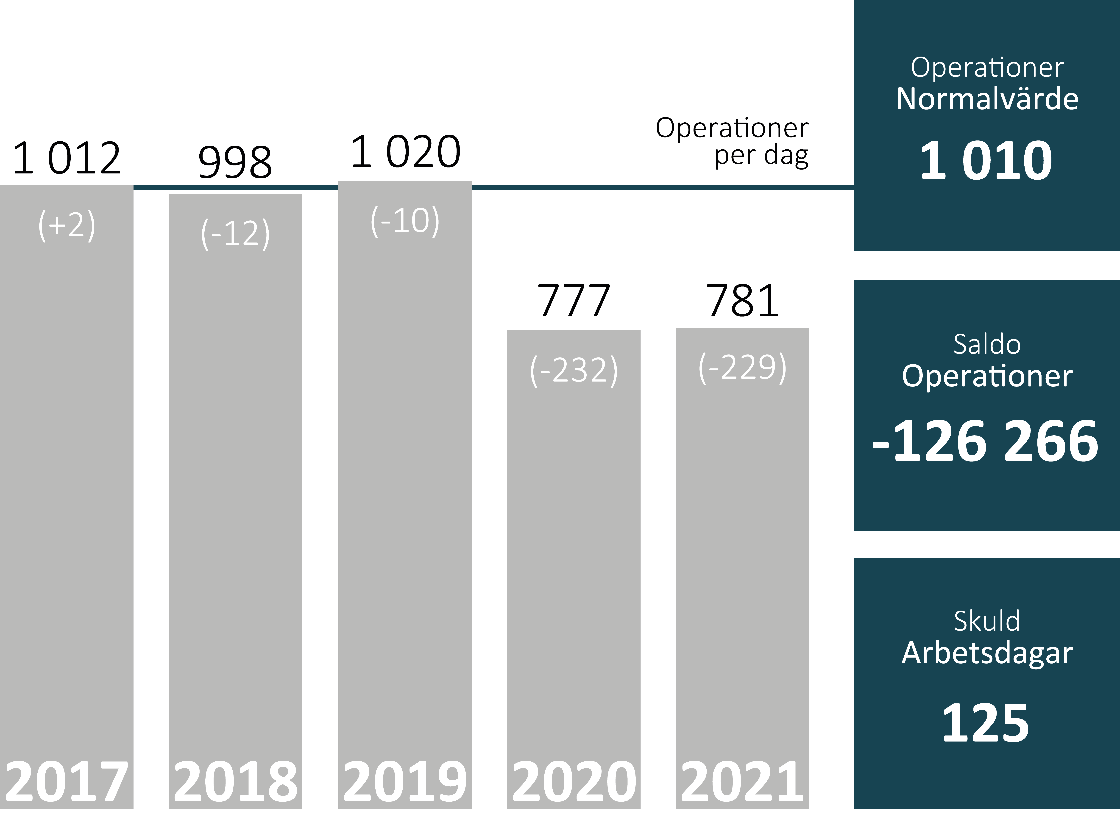 1 012
998
1 020
777
781
(+2)
(-12)
(-10)
(-232)
(-229)
2017
2018
2019
2020
2021
Operationer
per dag
Operationer
Normalvärde
1 010
Saldo
Operationer
-126 266
Skuld
Arbetsdagar
125